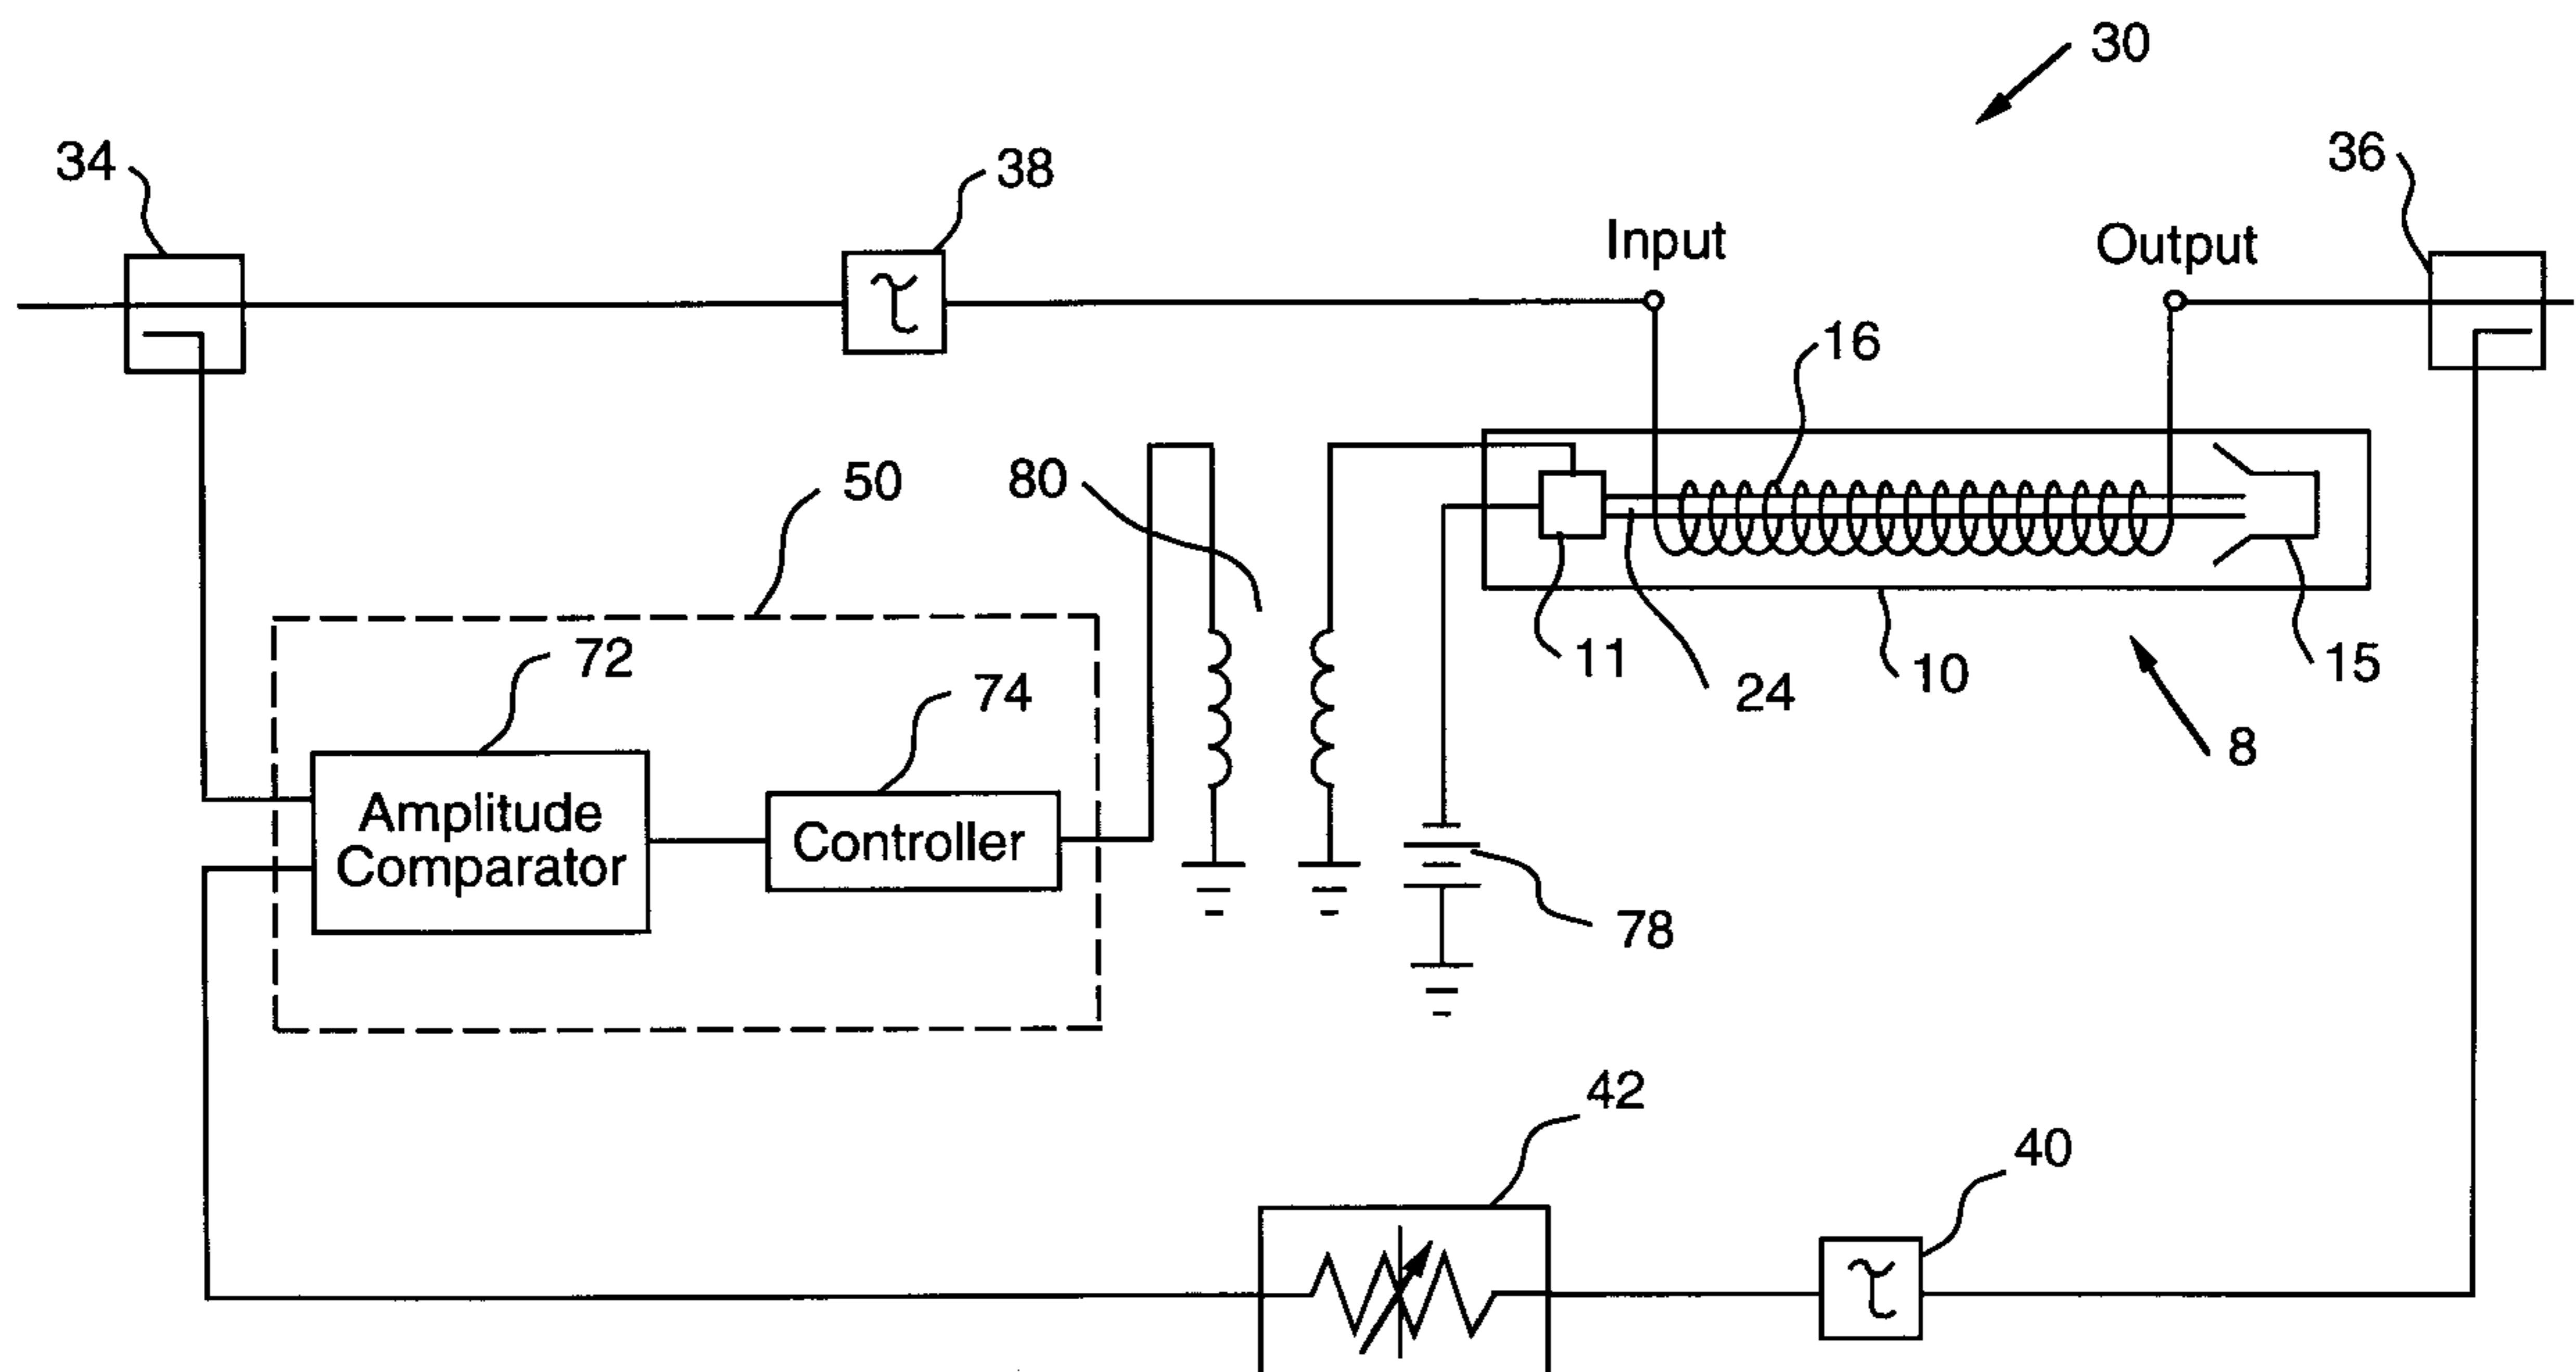 30
34
38
36
Input
Output
16
50
80
72
11
10
15
24
74
8
Amplitude
Comparator
Controller
78
42
40
τ
τ